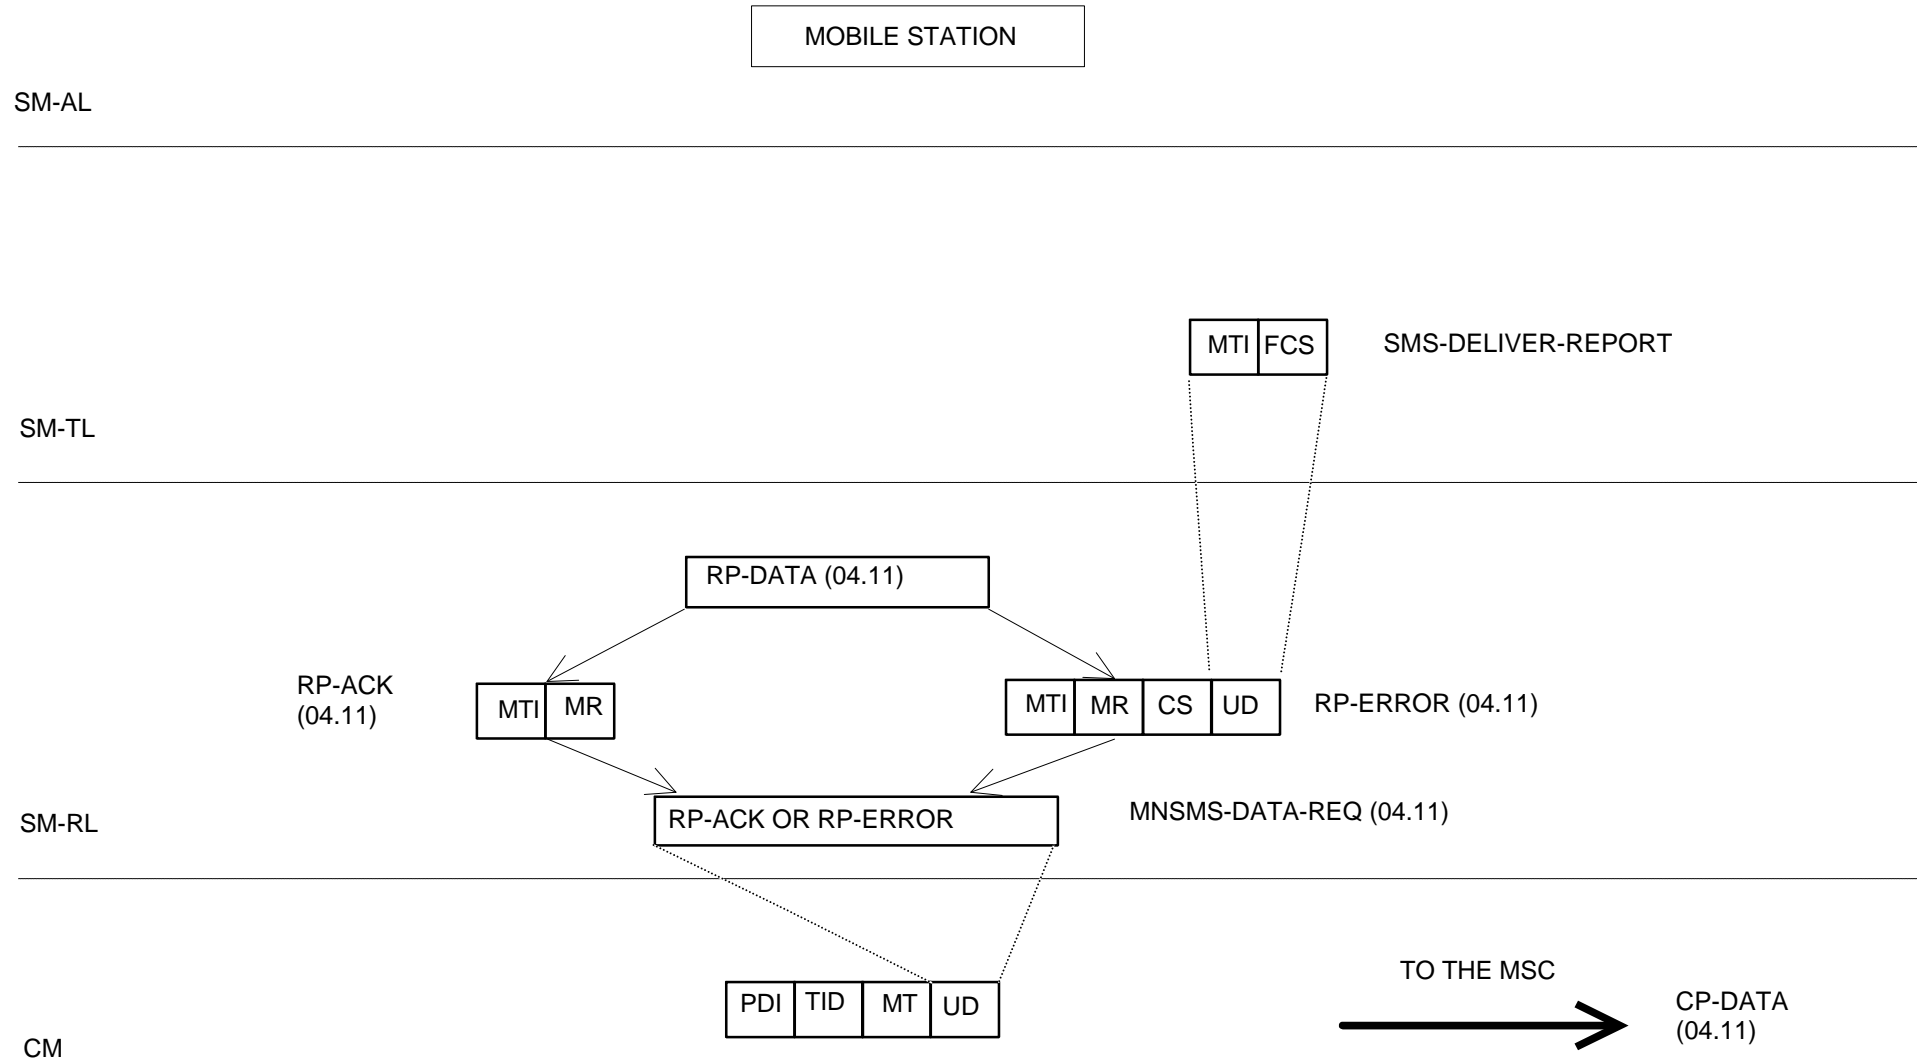 MOBILE STATION
SM-AL
MTI FCS SMS-DELIVER-REPORT
SM-TL
RP-DATA (04.11)
RP-ACK
(04.11)
MTI MR
MTI MR CS UD RP-ERROR (04.11)
RP-ACK OR RP-ERROR MNSMS-DATA-REQ (04.11)
SM-RL
TO THE MSC
PDI TID MT UD
CP-DATA
(04.11)
CM